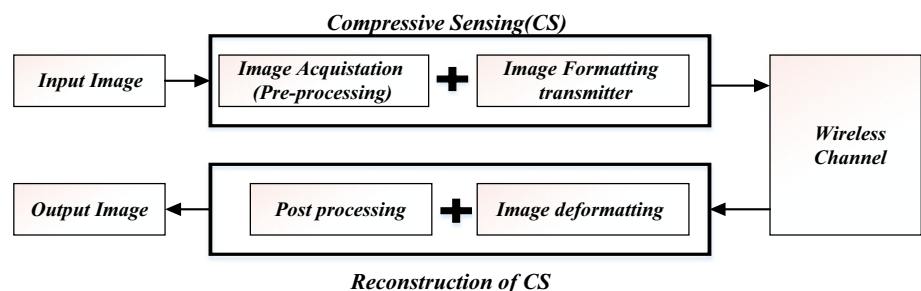 Compressive Sensing(CS)
Input Image
Image Acquistation
(Pre-processing)
+
Image Formatting
transmitter
Wireless
Channel
Output Image
Post processing
+
Image deformatting
Reconstruction of CS